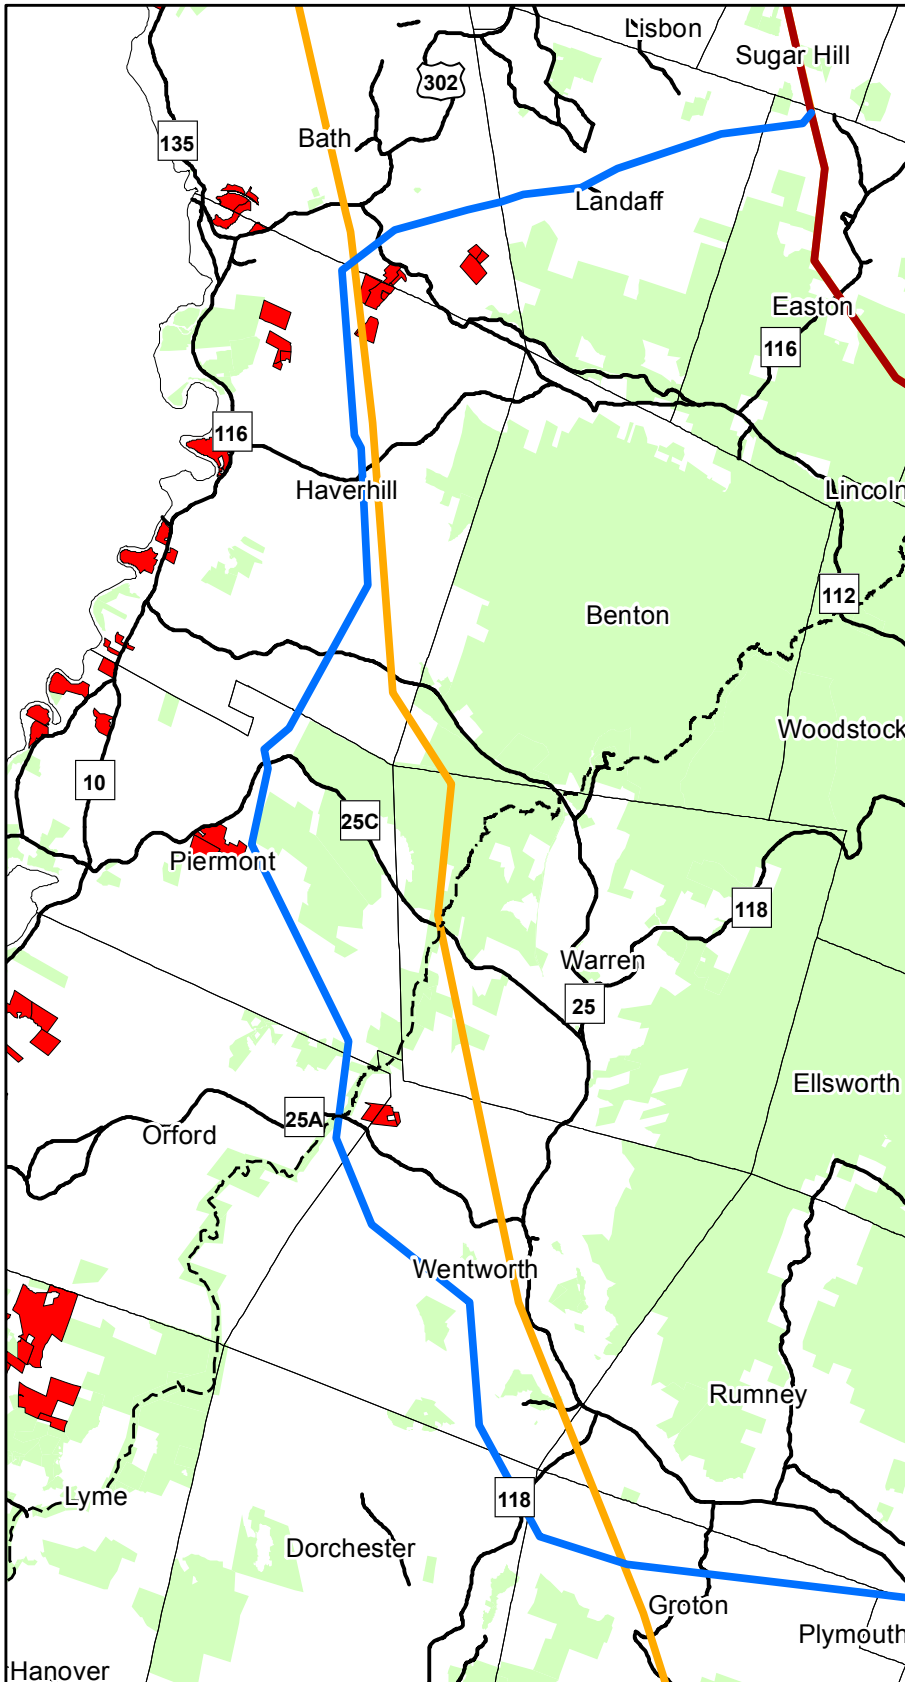 Lisbon
Sugar Hill
302
135
Bath
Landaff
Easton
116
116
Haverhill
Lincoln
112
Benton
Woodstock
10
25C
Piermont
118
Warren
25
Ellsworth
25A
Orford
Wentworth
Rumney
Lyme
118
Dorchester
Groton
Plymouth
Hanover